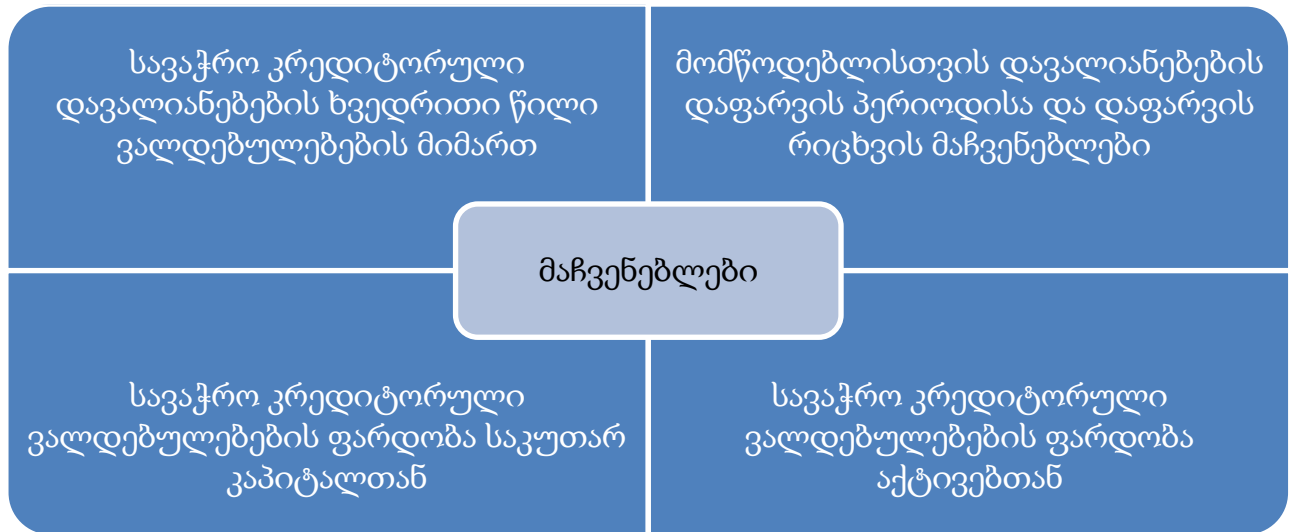 სავაჭრო კრედიტორული
დავალიანებების ხვედრითი წილი
ვალდებულებების მიმართ
მომწოდებლისთვის დავალიანებების
დაფარვის პერიოდისა და დაფარვის
რიცხვის მაჩვენებლები
მაჩვენებლები
სავაჭრო კრედიტორული
ვალდებულებების ფარდობა საკუთარ
კაპიტალთან
სავაჭრო კრედიტორული
ვალდებულებების ფარდობა
აქტივებთან